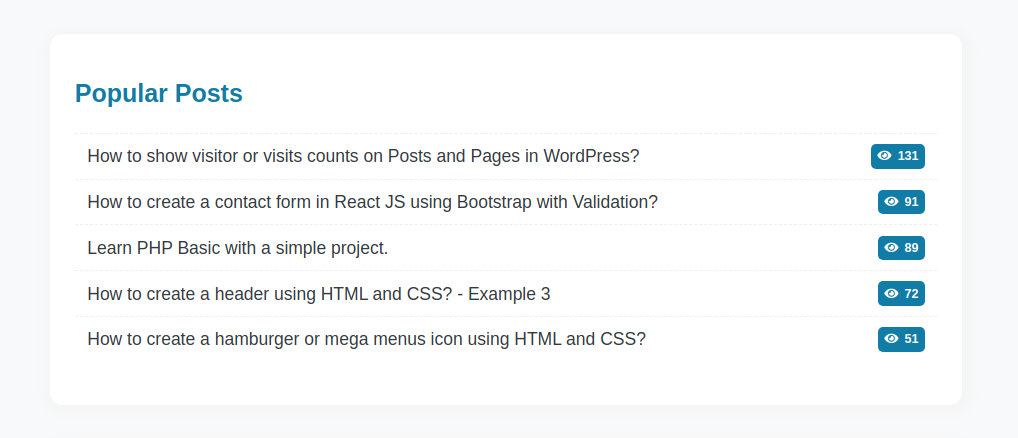 Popular Posts
How to show visitor or visits counts on Posts and Pages in WordPress? 131
How to create a contact form in React JS using Bootstrap with Validation? 91
Learn PHP Basic with a simple project. 89
How to create a header using HTML and CSS? - Example 3 72
How to create a hamburger or mega menus icon using HTML and CSS? 51